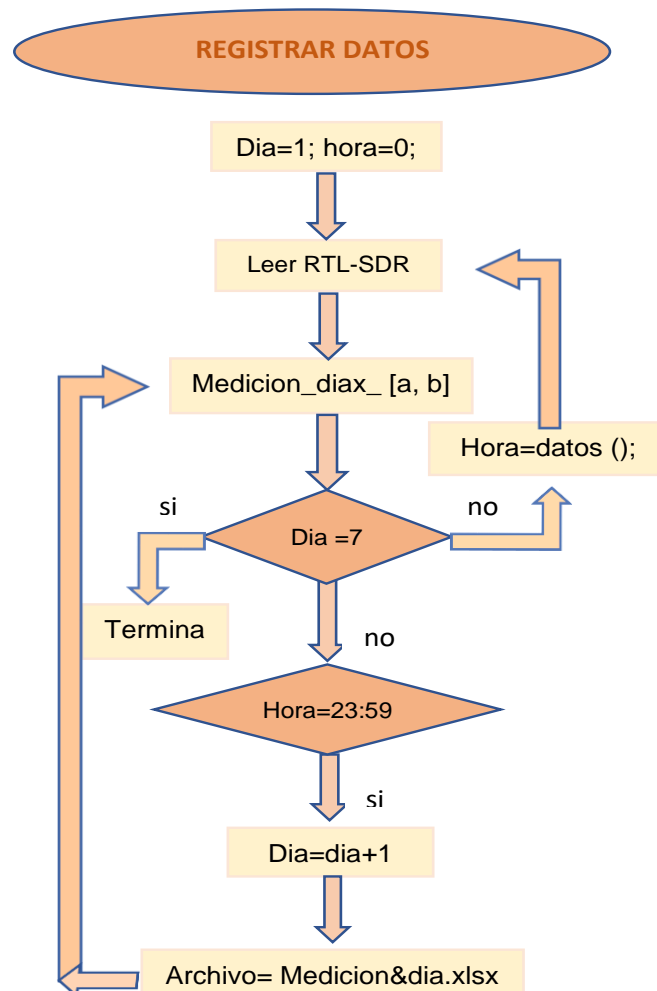 REGISTRAR DATOS
Dia=1; hora=0;
Leer RTL-SDR
Medicion_diax_ [a, b]
Hora=datos ();
si
no
Dia =7
Termina
no
Hora=23:59
si
Dia=dia+1
Archivo= Medicion&dia.xlsx